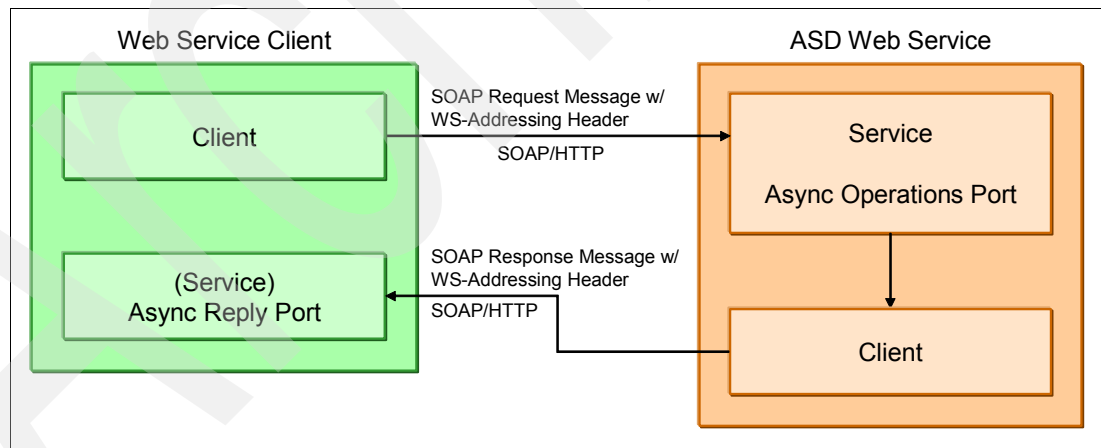 Web Service Client
ASD Web Service
Client
SOAP Request Message w/
WS-Addressing Header
SOAP/HTTP
Service
Async Operations Port
(Service)
Async Reply Port
SOAP Response Message w/
WS-Addressing Header
SOAP/HTTP
Client